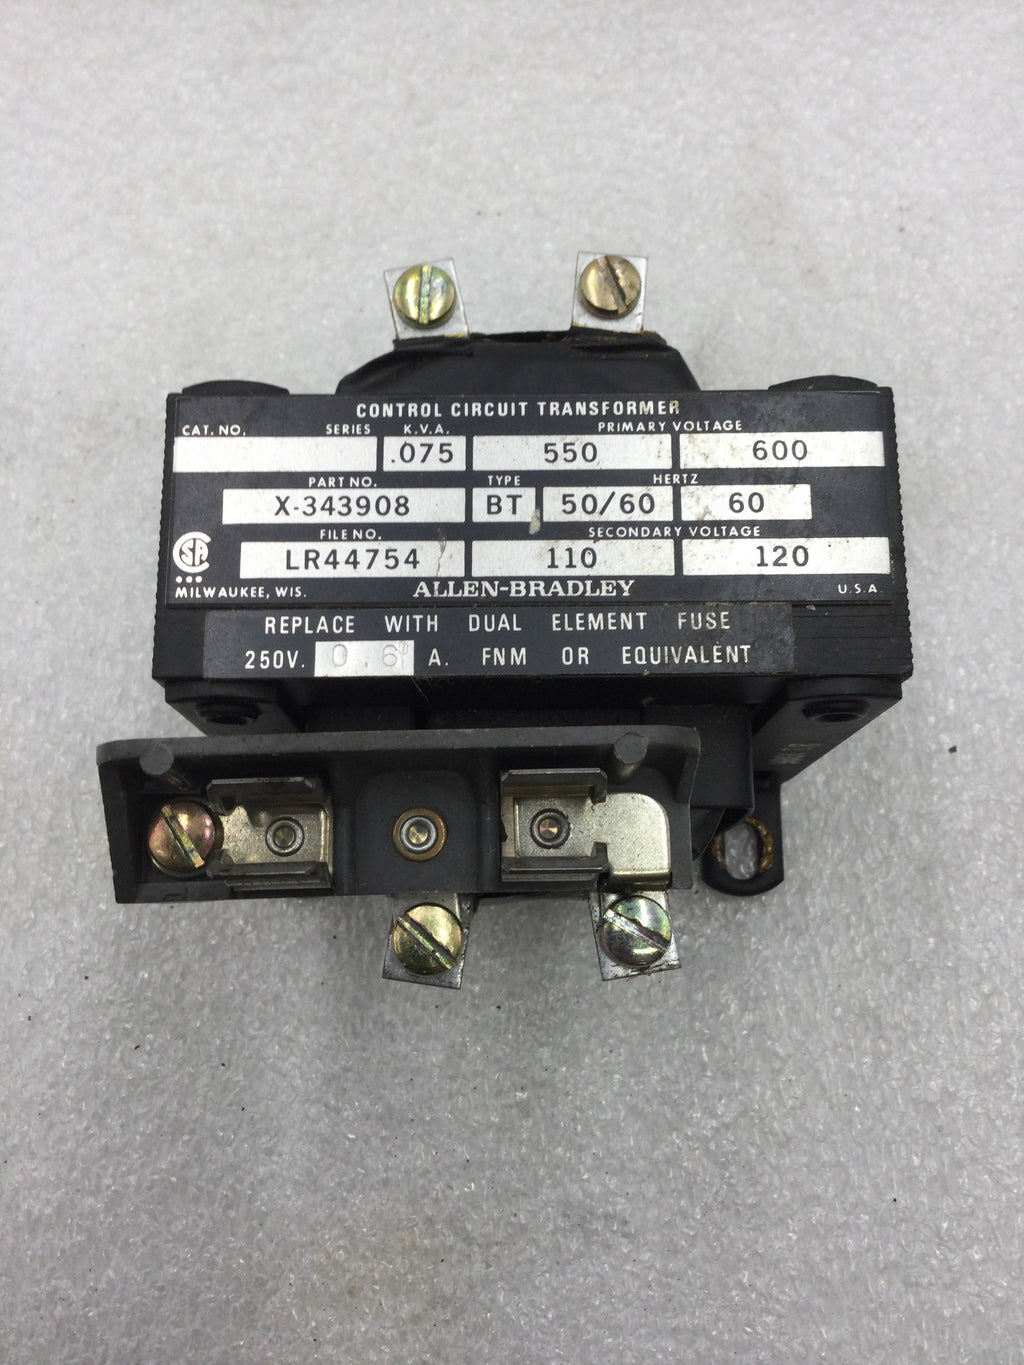 CONTROL CIRCUIT TRANSFORMER
CAT. NO. SERIES K.V.A. PRIMARY VOLTAGE
.075 550 600
PART NO. TYPE HERTZ
X-343908 BT 50/60 60
FILE NO. SECONDARY VOLTAGE
LR44754 110 120
MILWAUKEE, WIS. ALLEN-BRADLEY U.S.A.
REPLACE WITH DUAL ELEMENT FUSE
250V. 0.6 A. FNM OR EQUIVALENT